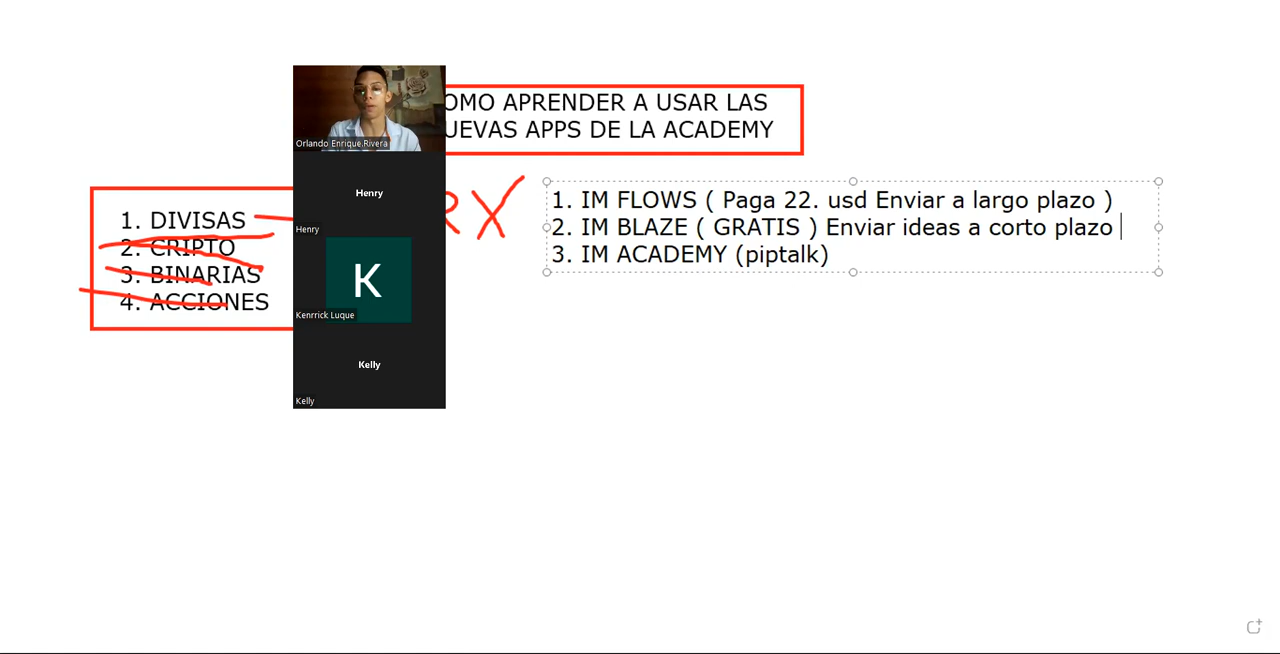 OMO APRENDER A USAR LAS
UEVAS APPS DE LA ACADEMY
1. DIVISAS
2. CRIPTO
3. BINARIAS
4. ACCIONES
RX
1. IM FLOWS ( Paga 22. usd Enviar a largo plazo )
2. IM BLAZE ( GRATIS ) Enviar ideas a corto plazo
3. IM ACADEMY (piptalk)
Orlando Enrique.Rivera
Henry
Henry
K
Kenrrick Luque
Kelly
Kelly